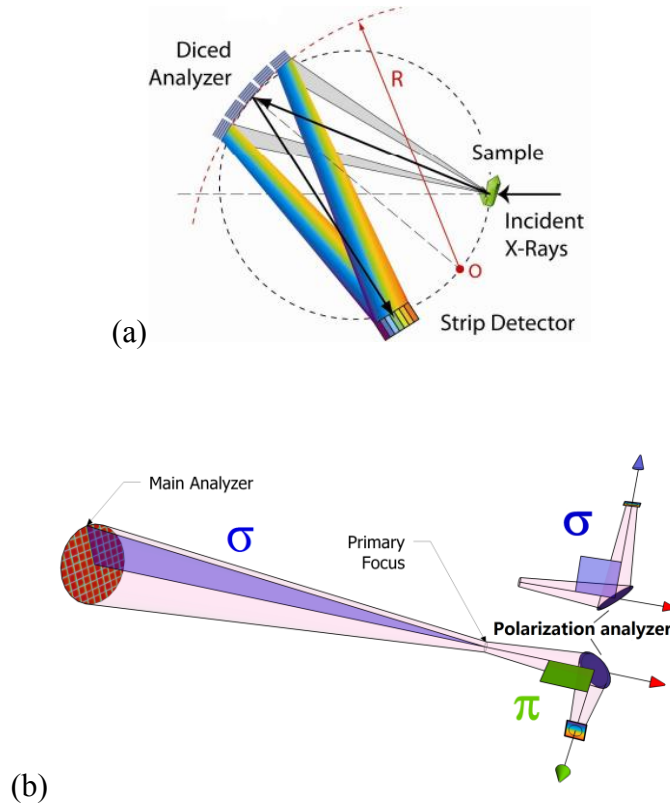 Diced
Analyzer
R
Sample
Incident
X-Rays
O
Strip Detector
(a)
Main Analyzer
σ
Primary
Focus
σ
Polarization analyzer
π
(b)